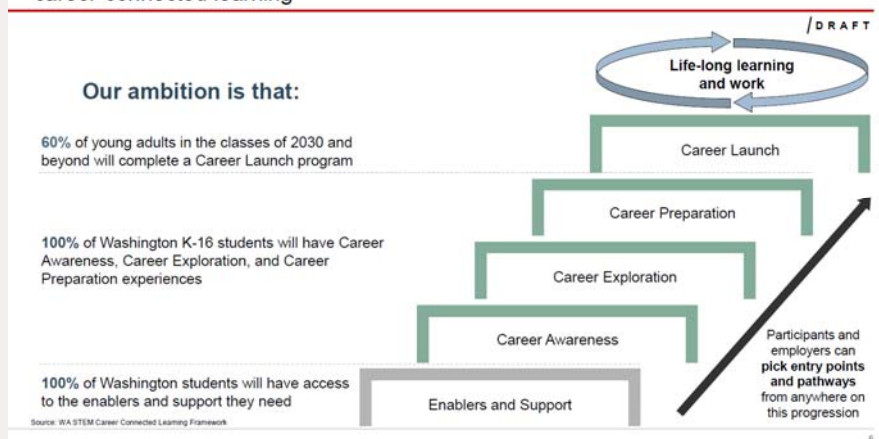 career connected learning
/DRAFT
Life-long learning
and work
Our ambition is that:
60% of young adults in the classes of 2030 and
beyond will complete a Career Launch program
Career Launch
Career Preparation
100% of Washington K-16 students will have Career
Awareness, Career Exploration, and Career
Preparation experiences
Career Exploration
Career Awareness
Participants and
employers can
pick entry points
and pathways
from anywhere on
this progression
100% of Washington students will have access
to the enablers and support they need
Enablers and Support
Source: WA STEM Career Connected Learning Framework